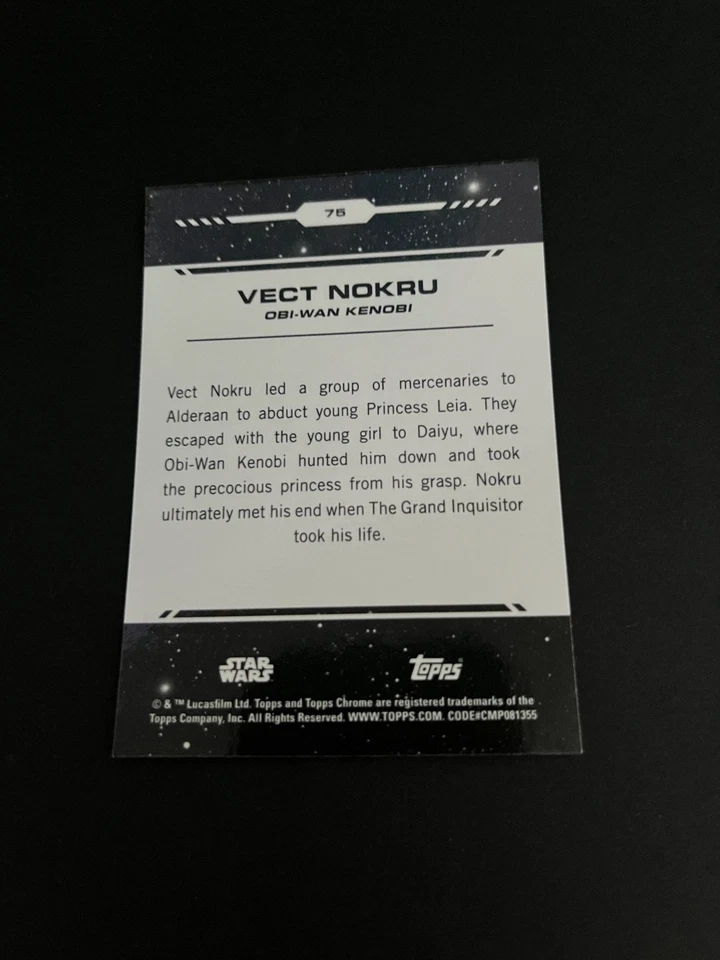 75
VECT NOKRU
OBI-WAN KENOBI
Vect Nokru led a group of mercenaries to
Alderaan to abduct young Princess Leia. They
escaped with the young girl to Daiyu, where
Obi-Wan Kenobi hunted him down and took
the precocious princess from his grasp. Nokru
ultimately met his end when The Grand Inquisitor
took his life.
STAR WARS
topps
© & ™ Lucasfilm Ltd. Topps and Topps Chrome are registered trademarks of the
Topps Company, Inc. All Rights Reserved. WWW.TOPPS.COM. CODE#CMP081355